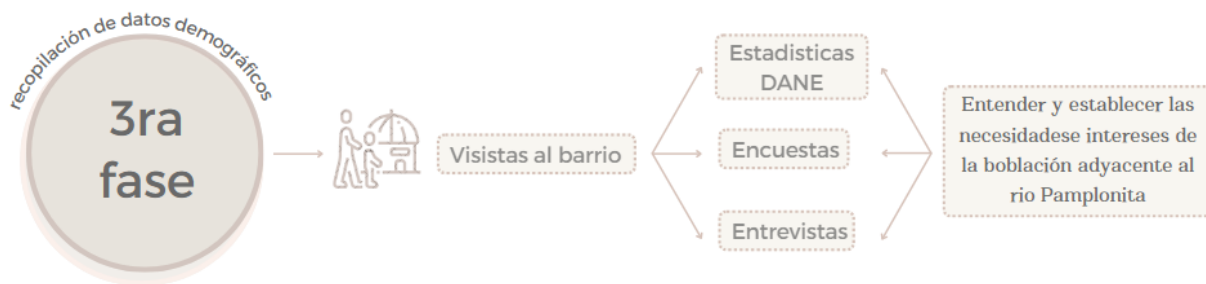 recopilación de datos demográficos
3ra
fase
Visistas al barrio
Estadisticas
DANE
Encuestas
Entrevistas
Entender y establecer las
necesidadese intereses de
la boblación adyacente al
rio Pamplonita